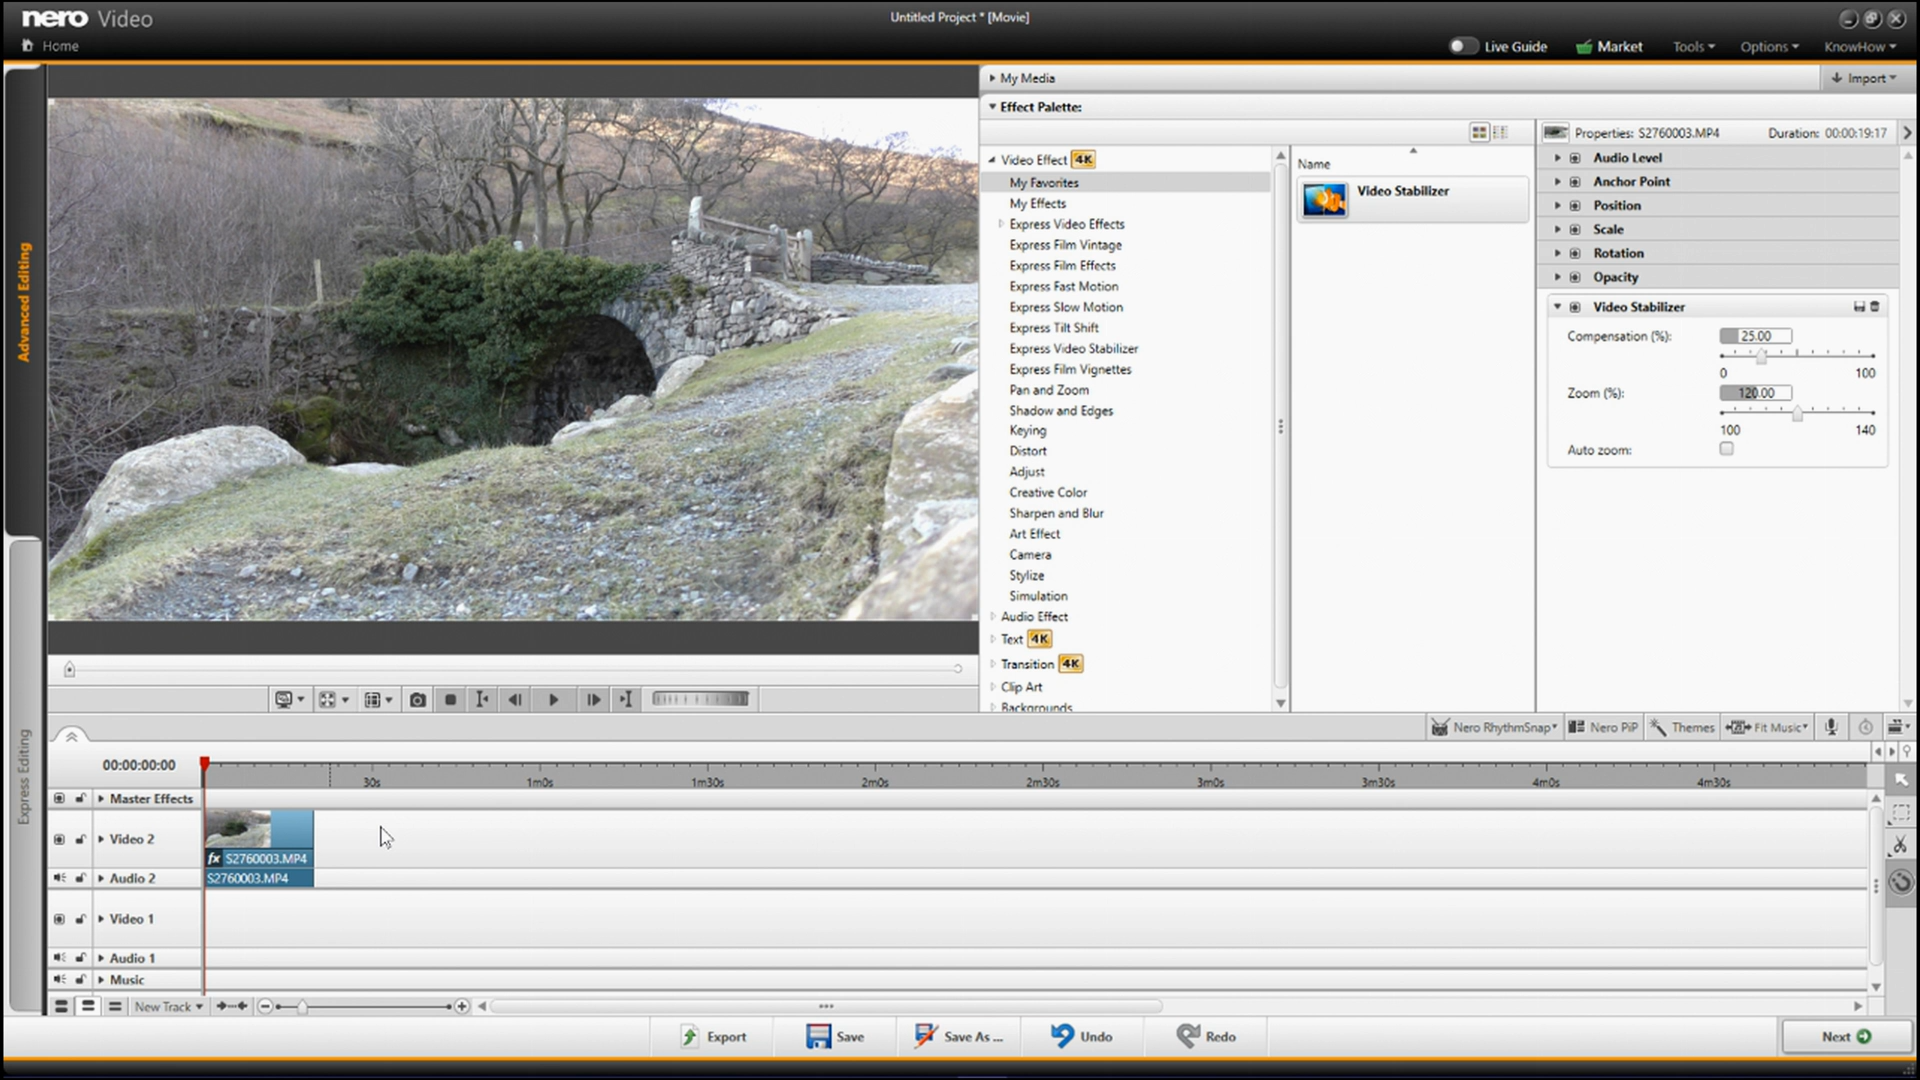 nero Video
Untitled Project * [Movie]
Home
Live Guide
Market
Tools
Options
KnowHow
My Media
Import
Effect Palette:
Properties: S2760003.MP4
Duration: 00:00:19:17
Video Effect 4K
My Favorites
My Effects
Express Video Effects
Express Film Vintage
Express Film Effects
Express Fast Motion
Express Slow Motion
Express Tilt Shift
Express Video Stabilizer
Express Film Vignettes
Pan and Zoom
Shadow and Edges
Keying
Distort
Adjust
Creative Color
Sharpen and Blur
Art Effect
Camera
Stylize
Simulation
Audio Effect
Text 4K
Transition 4K
Clip Art
Backgrounds
Name
Video Stabilizer
Audio Level
Anchor Point
Position
Scale
Rotation
Opacity
Video Stabilizer
Compensation (%):
25.00
0
100
Zoom (%):
120.00
100
140
Auto zoom:
Advanced Editing
Express Editing
Nero RhythmSnap
Nero PiP
Themes
Fit Music
00:00:00:00
30s
1m0s
1m30s
2m0s
2m30s
3m0s
3m30s
4m0s
4m30s
Master Effects
Video 2
fx S2760003.MP4
Audio 2
S2760003.MP4
Video 1
Audio 1
Music
New Track
Export
Save
Save As ...
Undo
Redo
Next